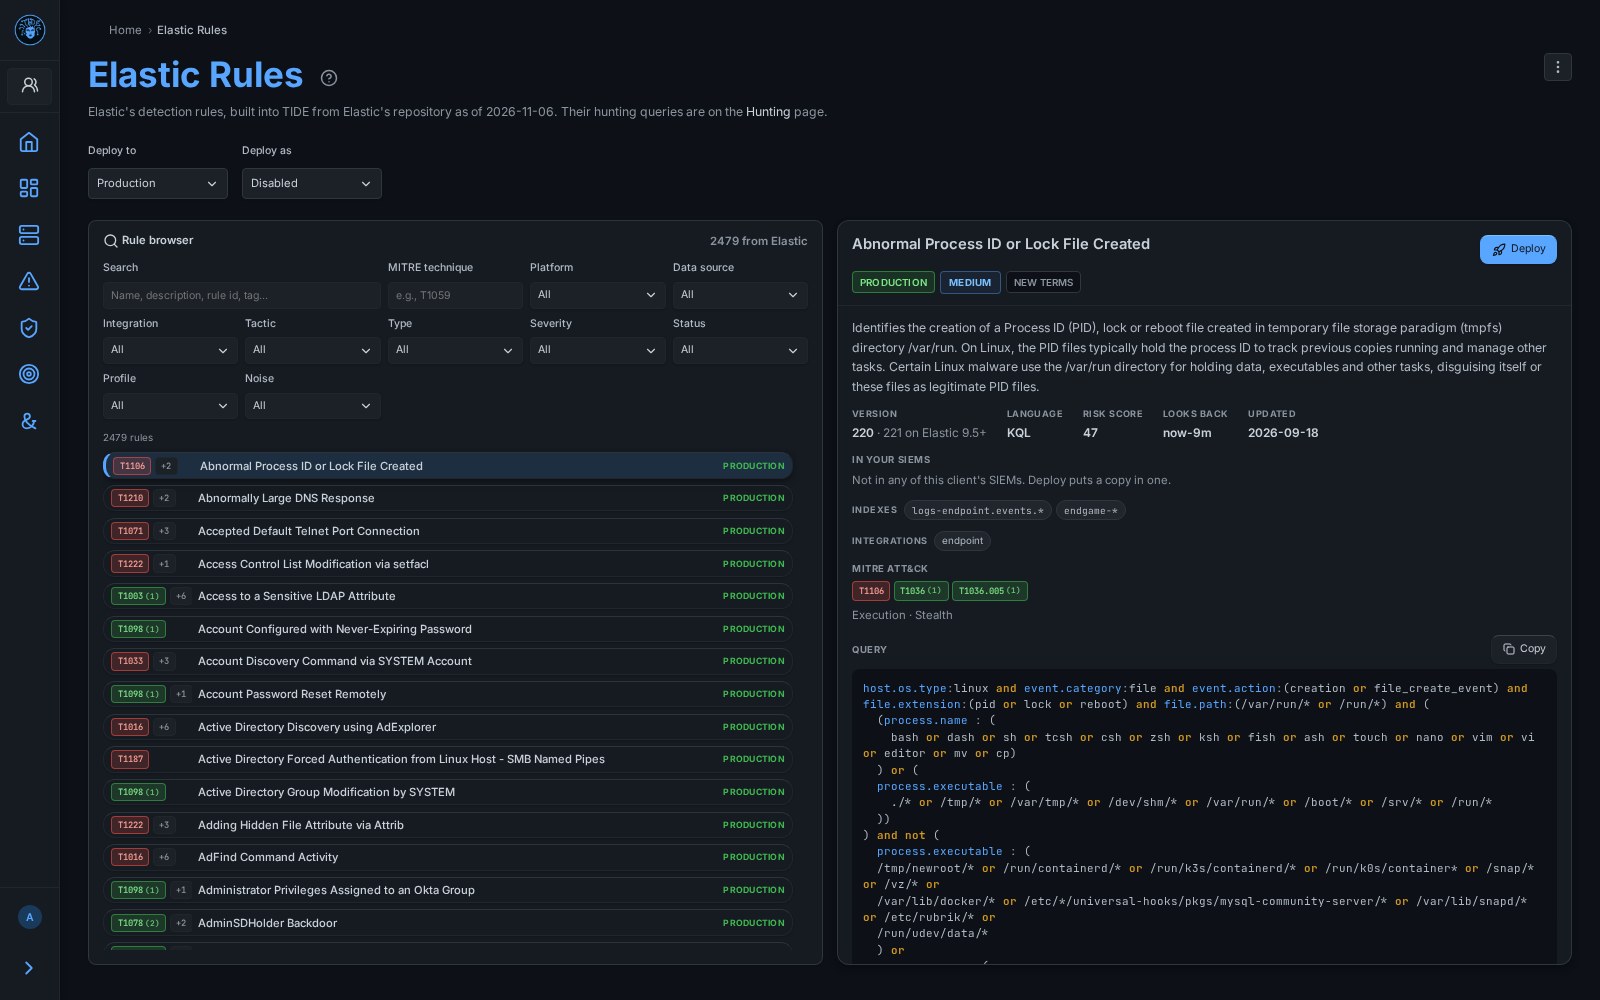 Home › Elastic Rules
Elastic Rules
Elastic's detection rules, built into TIDE from Elastic's repository as of 2026-11-06. Their hunting queries are on the Hunting page.
Deploy to
Deploy as
Production
Disabled
Rule browser
2479 from Elastic
Search
MITRE technique
Platform
Data source
Name, description, rule id, tag...
e.g., T1059
All
All
Integration
Tactic
Type
Severity
Status
All
All
All
All
All
Profile
Noise
All
All
2479 rules
T1106 +2 Abnormal Process ID or Lock File Created PRODUCTION
T1210 +2 Abnormally Large DNS Response PRODUCTION
T1071 +3 Accepted Default Telnet Port Connection PRODUCTION
T1222 +1 Access Control List Modification via setfacl PRODUCTION
T1003 (1) +6 Access to a Sensitive LDAP Attribute PRODUCTION
T1098 (1) Account Configured with Never-Expiring Password PRODUCTION
T1033 +3 Account Discovery Command via SYSTEM Account PRODUCTION
T1098 (1) +1 Account Password Reset Remotely PRODUCTION
T1016 +6 Active Directory Discovery using AdExplorer PRODUCTION
T1187 Active Directory Forced Authentication from Linux Host - SMB Named Pipes PRODUCTION
T1098 (1) Active Directory Group Modification by SYSTEM PRODUCTION
T1222 +3 Adding Hidden File Attribute via Attrib PRODUCTION
T1016 +6 AdFind Command Activity PRODUCTION
T1098 (1) +1 Administrator Privileges Assigned to an Okta Group PRODUCTION
T1078 (2) +2 AdminSDHolder Backdoor PRODUCTION
A
Abnormal Process ID or Lock File Created
Deploy
PRODUCTION MEDIUM NEW TERMS
Identifies the creation of a Process ID (PID), lock or reboot file created in temporary file storage paradigm (tmpfs)
directory /var/run. On Linux, the PID files typically hold the process ID to track previous copies running and manage other
tasks. Certain Linux malware use the /var/run directory for holding data, executables and other tasks, disguising itself or
these files as legitimate PID files.
VERSION LANGUAGE RISK SCORE LOOKS BACK UPDATED
220 · 221 on Elastic 9.5+ KQL 47 now-9m 2026-09-18
IN YOUR SIEMS
Not in any of this client's SIEMs. Deploy puts a copy in one.
INDEXES logs-endpoint.events.* endgame-*
INTEGRATIONS endpoint
MITRE ATT&CK
T1106 T1036 (1) T1036.005 (1)
Execution · Stealth
QUERY
Copy
host.os.type:linux and event.category:file and event.action:(creation or file_create_event) and
file.extension:(pid or lock or reboot) and file.path:(/var/run/* or /run/*) and (
(process.name : (
bash or dash or sh or tcsh or csh or zsh or ksh or fish or ash or touch or nano or vim or vi
or editor or mv or cp)
) or (
process.executable : (
./* or /tmp/* or /var/tmp/* or /dev/shm/* or /var/run/* or /boot/* or /srv/* or /run/*
))
) and not (
process.executable : (
/tmp/newroot/* or /run/containerd/* or /run/k3s/containerd/* or /run/k0s/container* or /snap/*
or /vz/* or
/var/lib/docker/* or /etc/*/universal-hooks/pkgs/mysql-community-server/* or /var/lib/snapd/*
or /etc/rubrik/* or
/run/udev/data/*
) or